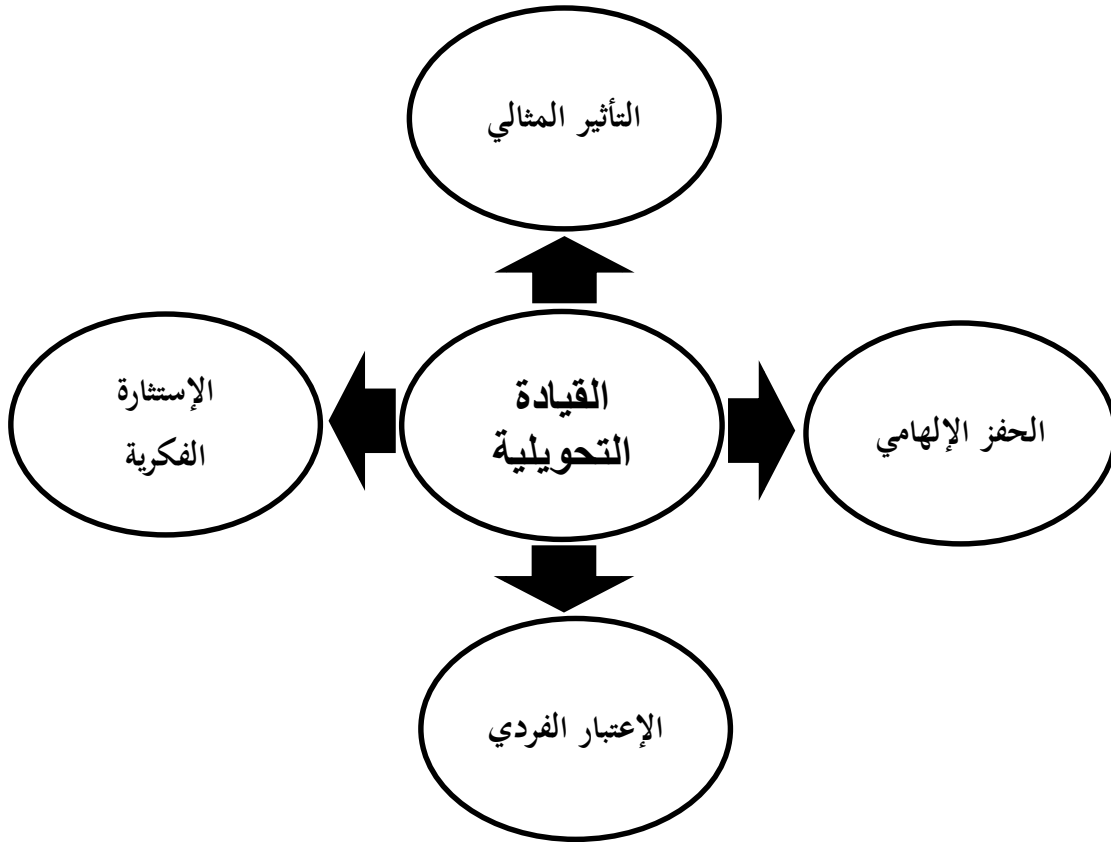 التأثير المثالي
الحفز الإلهامي
القيادة
التحويلية
الإستثارة
الفكرية
الإعتبار الفردي